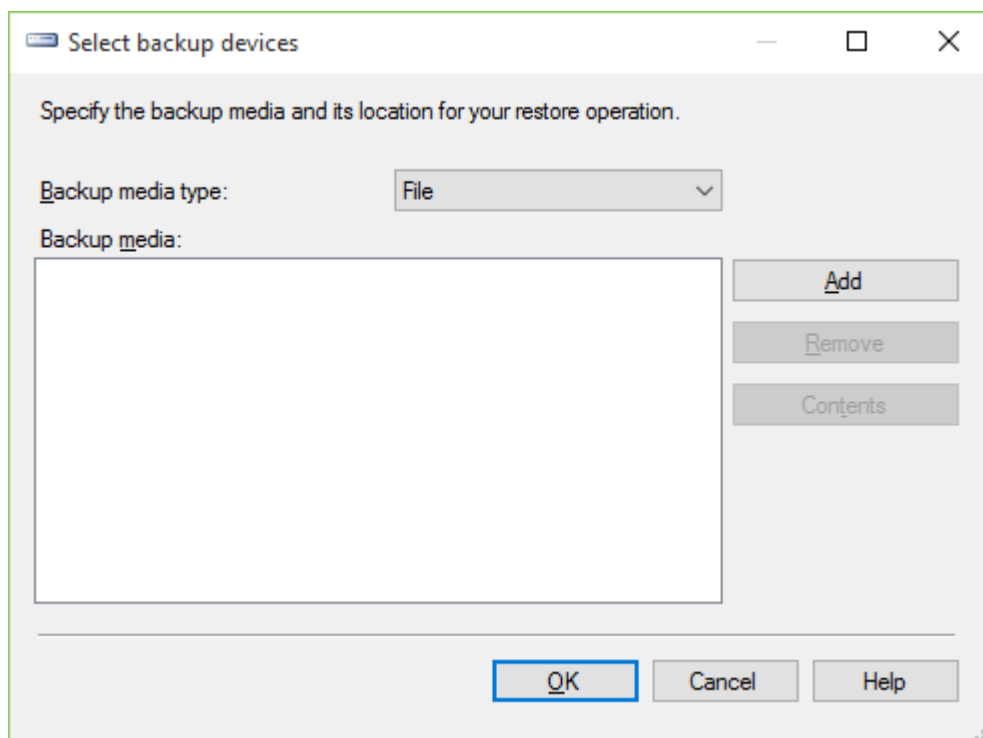 Select backup devices
Specify the backup media and its location for your restore operation.
Backup media type:
File
Backup media:
Add
Remove
Contents
OK
Cancel
Help